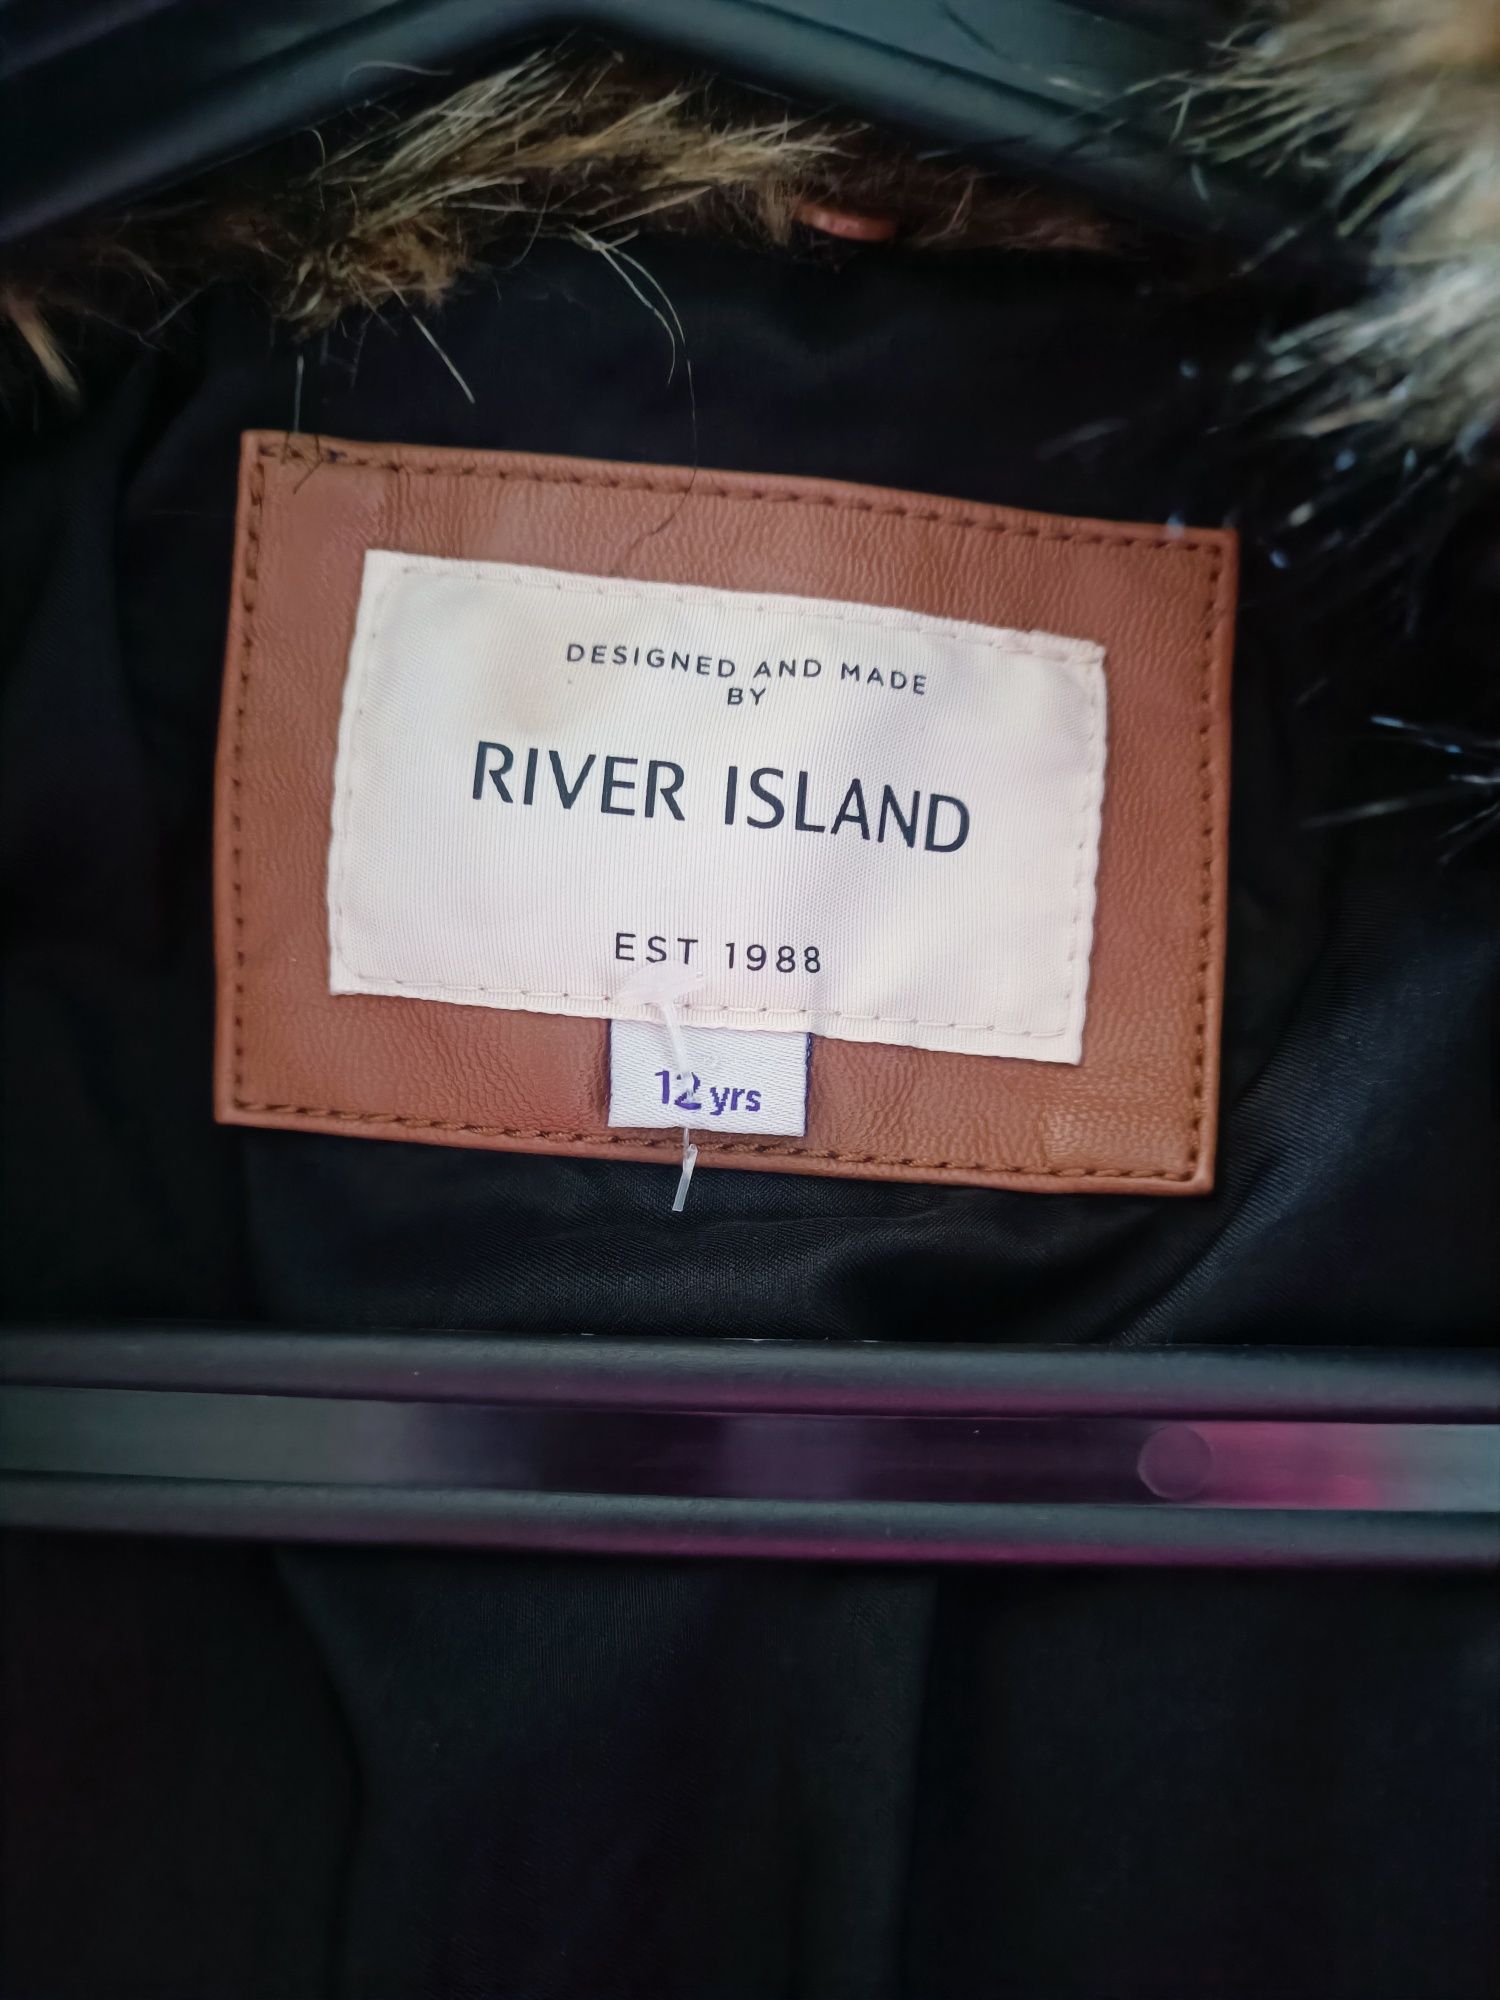 DESIGNED AND MADE
BY
RIVER ISLAND
EST 1988
12 yrs